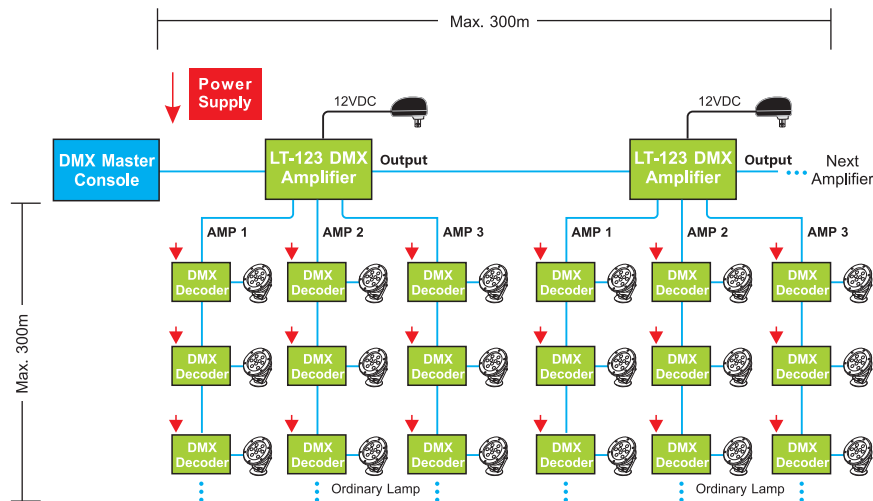 Max. 300m
Power
Supply
12VDC
12VDC
DMX Master
Console
LT-123 DMX
Amplifier
Output
LT-123 DMX
Amplifier
Output
Next
Amplifier
Max. 300m
AMP 1
AMP 2
AMP 3
AMP 1
AMP 2
AMP 3
DMX
Decoder
DMX
Decoder
DMX
Decoder
DMX
Decoder
DMX
Decoder
DMX
Decoder
DMX
Decoder
DMX
Decoder
DMX
Decoder
DMX
Decoder
DMX
Decoder
DMX
Decoder
DMX
Decoder
DMX
Decoder
DMX
Decoder
DMX
Decoder
DMX
Decoder
DMX
Decoder
Ordinary Lamp
Ordinary Lamp